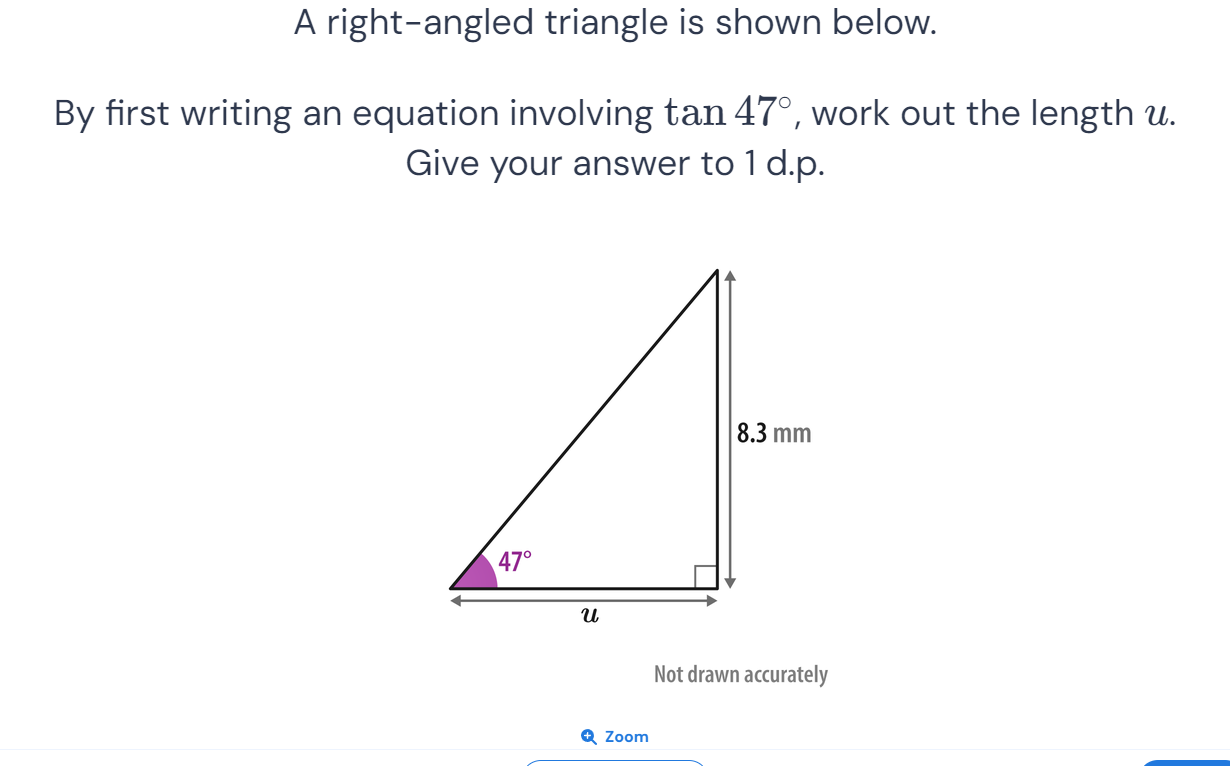 A right-angled triangle is shown below.
By first writing an equation involving tan 47°, work out the length u.
Give your answer to 1 d.p.
8.3 mm
47°
u
Not drawn accurately
Zoom